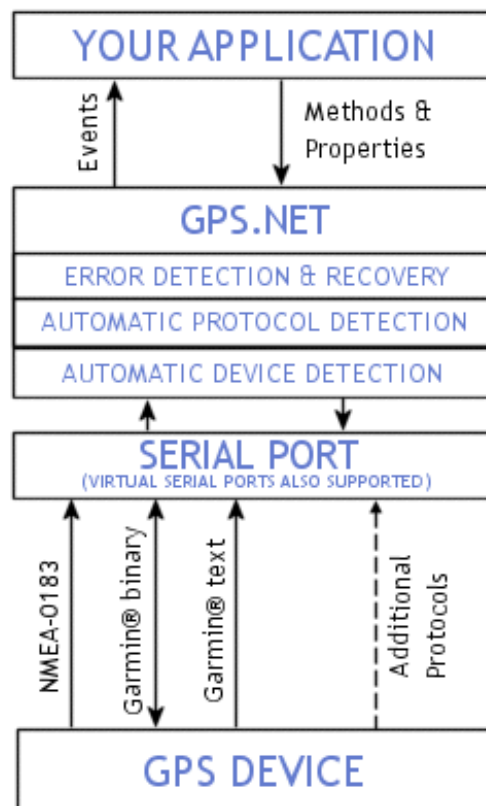 YOUR APPLICATION
Events
Methods &
Properties
GPS.NET
ERROR DETECTION & RECOVERY
AUTOMATIC PROTOCOL DETECTION
AUTOMATIC DEVICE DETECTION
SERIAL PORT
(VIRTUAL SERIAL PORTS ALSO SUPPORTED)
NMEA-0183
Garmin® binary
Garmin® text
Additional
Protocols
GPS DEVICE